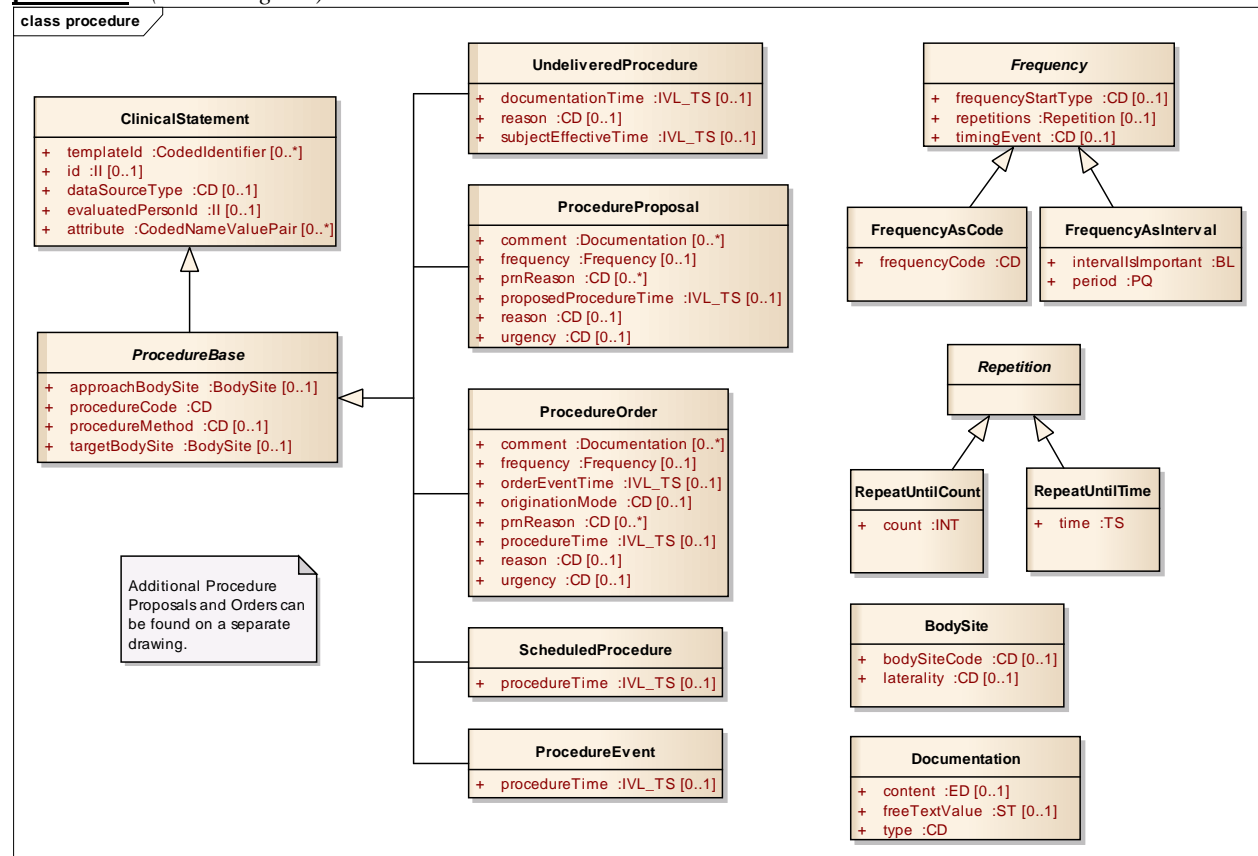 class procedure
ClinicalStatement
+ templateId :CodedIdentifier [0..*]
+ id :II [0..1]
+ dataSourceType :CD [0..1]
+ evaluatedPersonId :II [0..1]
+ attribute :CodedNameValuePair [0..*]
ProcedureBase
+ approachBodySite :BodySite [0..1]
+ procedureCode :CD
+ procedureMethod :CD [0..1]
+ targetBodySite :BodySite [0..1]
Additional Procedure
Proposals and Orders can
be found on a separate
drawing.
UndeliveredProcedure
+ documentationTime :IVL_TS [0..1]
+ reason :CD [0..1]
+ subjectEffectiveTime :IVL_TS [0..1]
ProcedureProposal
+ comment :Documentation [0..*]
+ frequency :Frequency [0..1]
+ prnReason :CD [0..*]
+ proposedProcedureTime :IVL_TS [0..1]
+ reason :CD [0..1]
+ urgency :CD [0..1]
ProcedureOrder
+ comment :Documentation [0..*]
+ frequency :Frequency [0..1]
+ orderEventTime :IVL_TS [0..1]
+ originationMode :CD [0..1]
+ prnReason :CD [0..*]
+ procedureTime :IVL_TS [0..1]
+ reason :CD [0..1]
+ urgency :CD [0..1]
ScheduledProcedure
+ procedureTime :IVL_TS [0..1]
ProcedureEvent
+ procedureTime :IVL_TS [0..1]
Frequency
+ frequencyStartType :CD [0..1]
+ repetitions :Repetition [0..1]
+ timingEvent :CD [0..1]
FrequencyAsCode
+ frequencyCode :CD
FrequencyAsInterval
+ intervalIsImportant :BL
+ period :PQ
Repetition
RepeatUntilCount
+ count :INT
RepeatUntilTime
+ time :TS
BodySite
+ bodySiteCode :CD [0..1]
+ laterality :CD [0..1]
Documentation
+ content :ED [0..1]
+ freeTextValue :ST [0..1]
+ type :CD